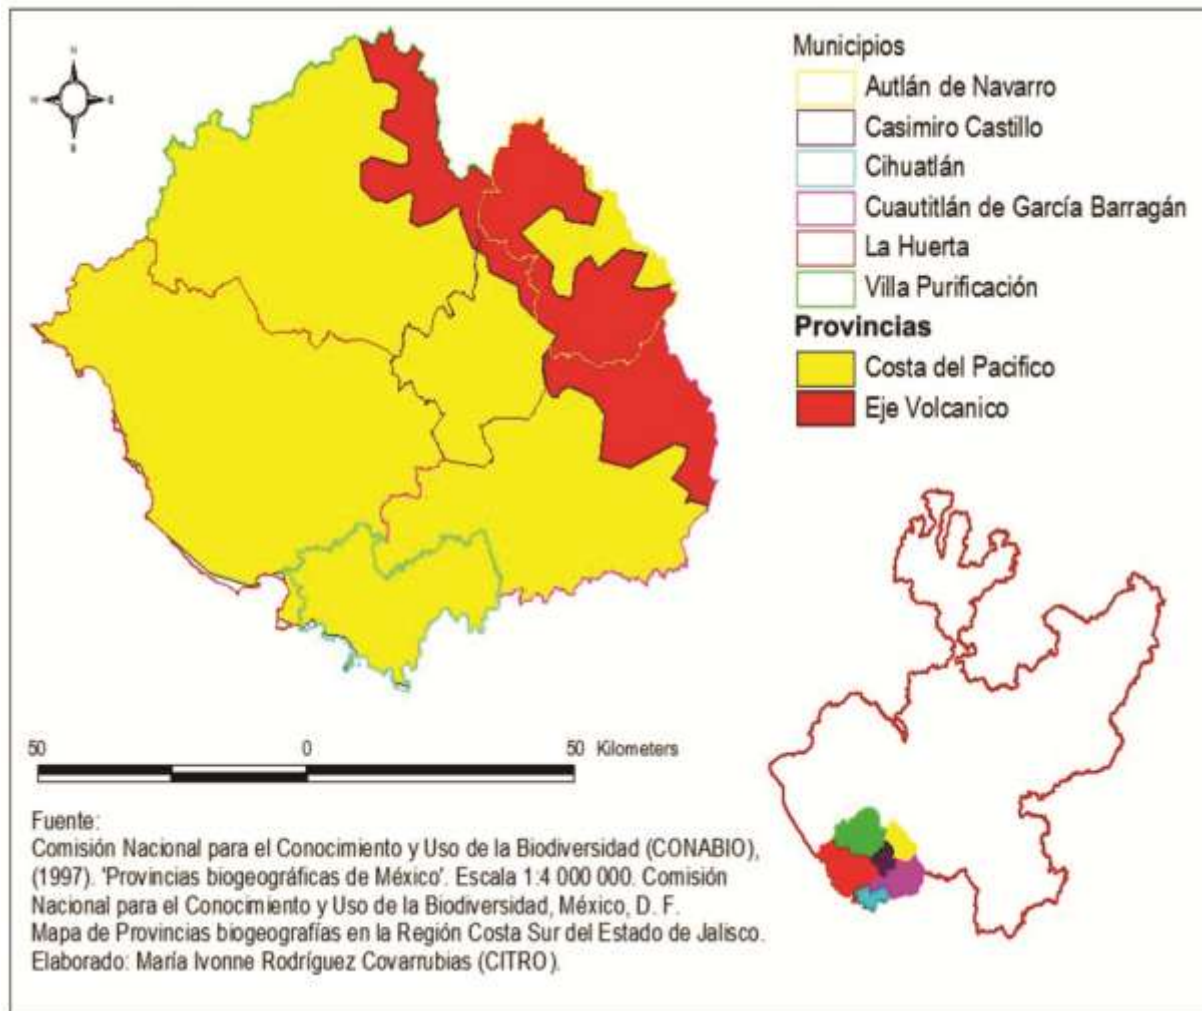 Municipios
Autlán de Navarro
Casimiro Castillo
Cihuatlán
Cuautitlán de García Barragán
La Huerta
Villa Purificación
Provincias
Costa del Pacifico
Eje Volcanico
50 0 50 Kilometers
Fuente:
Comisión Nacional para el Conocimiento y Uso de la Biodiversidad (CONABIO),
(1997). 'Provincias biogeográficas de México'. Escala 1:4 000 000. Comisión
Nacional para el Conocimiento y Uso de la Biodiversidad, México, D. F.
Mapa de Provincias biogeografías en la Región Costa Sur del Estado de Jalisco.
Elaborado: María Ivonne Rodríguez Covarrubias (CITRO).